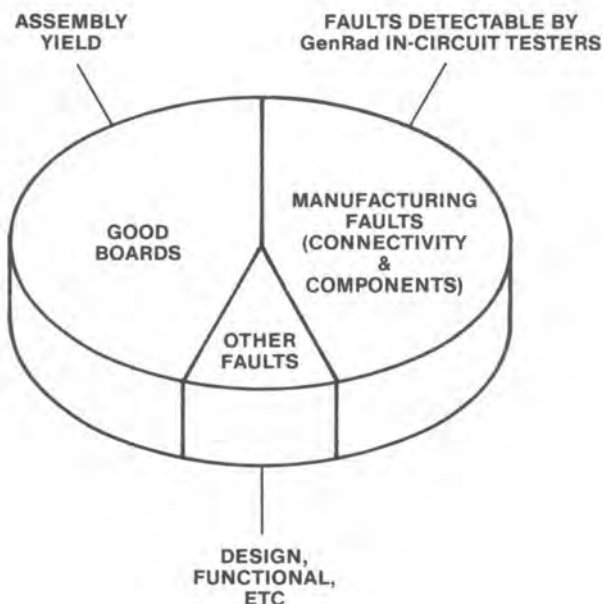 ASSEMBLY
YIELD
FAULTS DETECTABLE BY
GenRad IN-CIRCUIT TESTERS
GOOD
BOARDS
MANUFACTURING
FAULTS
(CONNECTIVITY
&
COMPONENTS)
OTHER
FAULTS
DESIGN,
FUNCTIONAL,
ETC